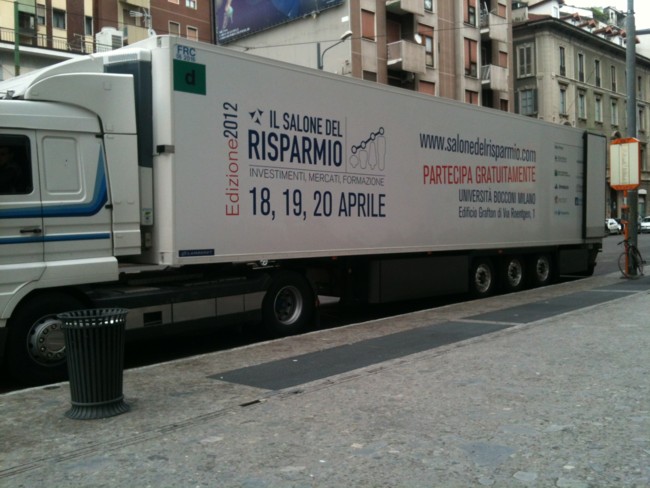 FRC
d
Edizione2012
IL SALONE DEL
RISPARMIO
INVESTIMENTI, MERCATI, FORMAZIONE
18, 19, 20 APRILE
www.salonedelrisparmio.com
PARTECIPA GRATUITAMENTE
UNIVERSITÀ BOCCONI MILANO
Edificio Grafton di Via Roentgen, 1